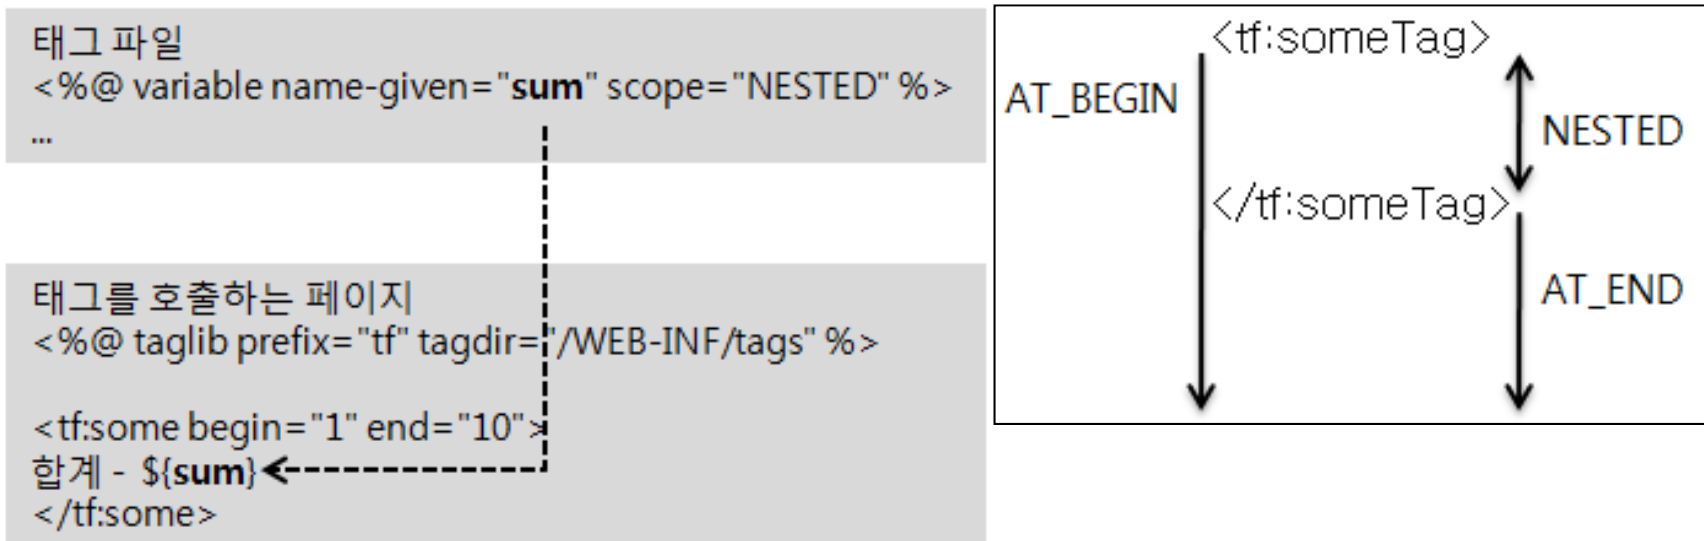 태그 파일
<%@ variable name-given="sum" scope="NESTED" %>
...
태그를 호출하는 페이지
<%@ taglib prefix="tf" tagdir="/WEB-INF/tags" %>
<tf:some begin="1" end="10">
합계 - ${sum}
</tf:some>
<tf:someTag>
AT_BEGIN
NESTED
</tf:someTag>
AT_END